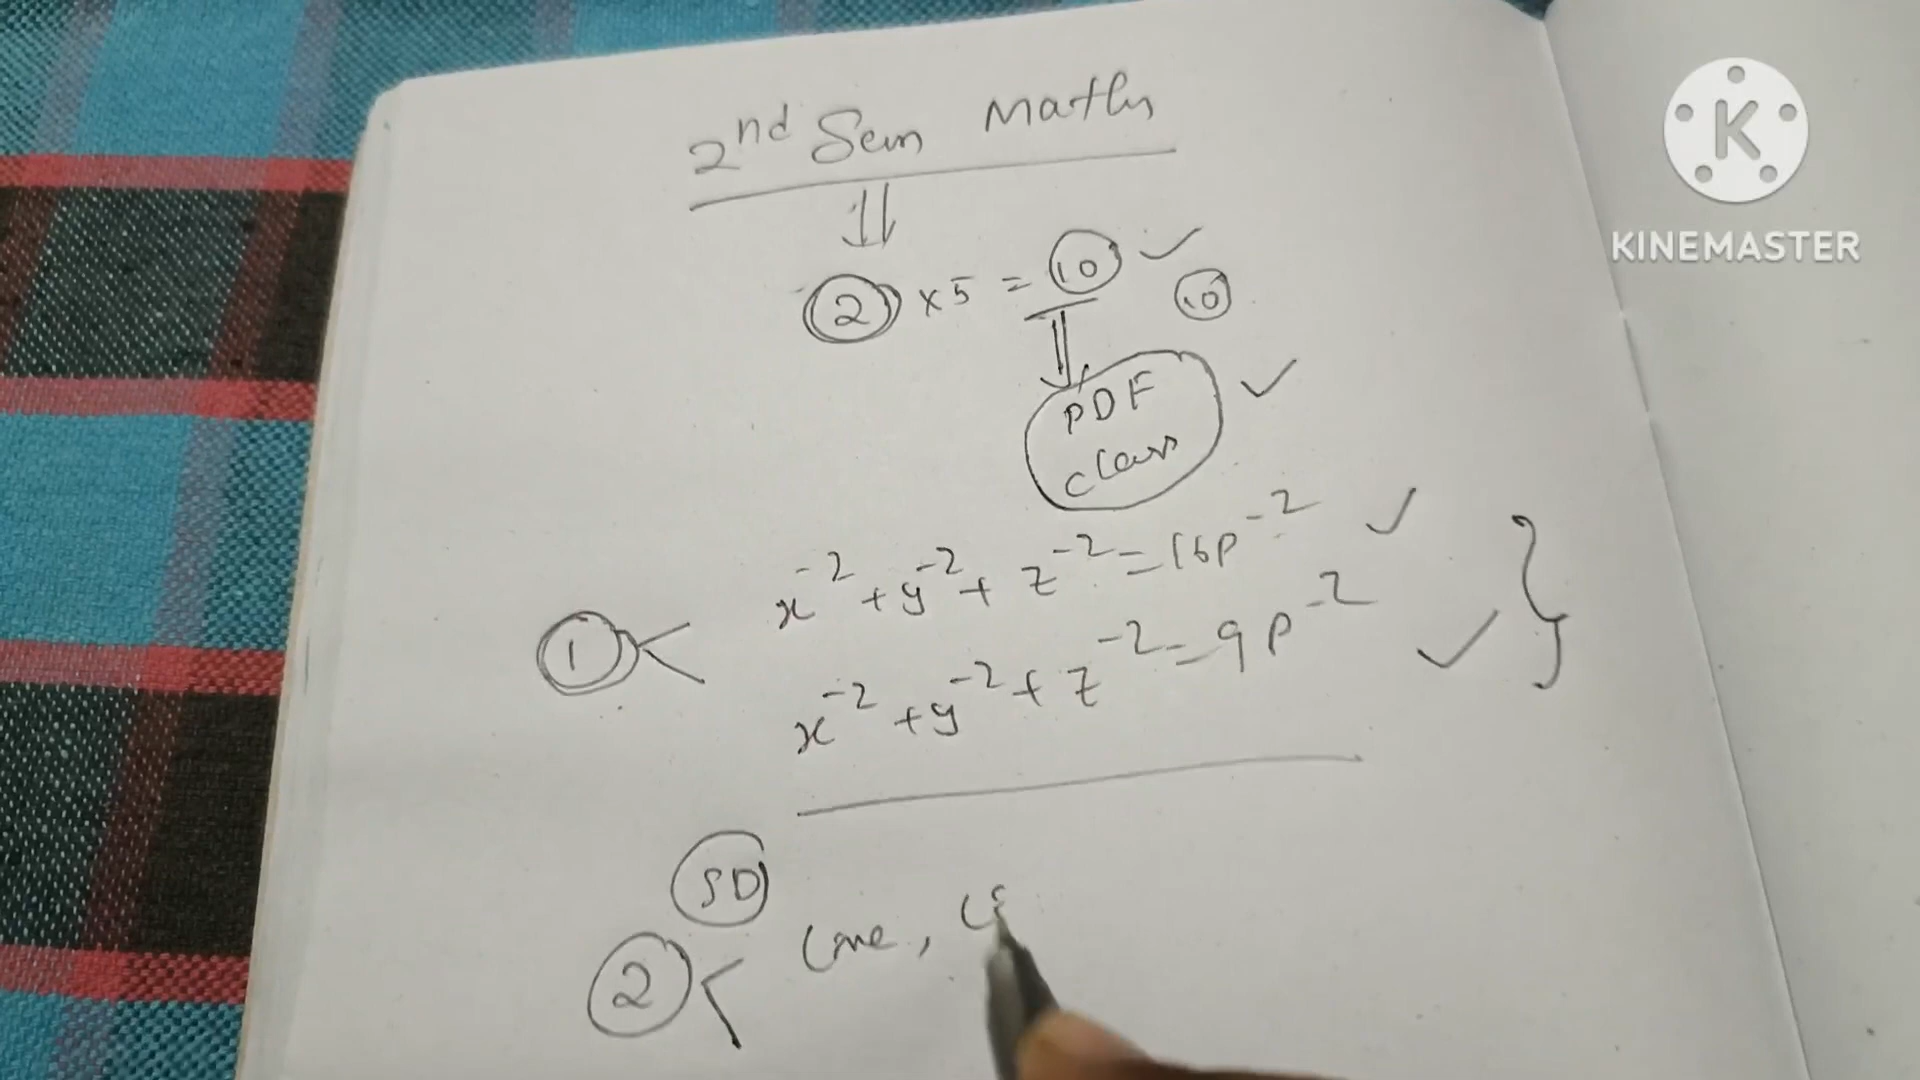 2nd Sem Maths
K
KINEMASTER
2 x 5 = 10 10
PDF
class
1 x⁻² + y⁻² + z⁻² = 16p⁻²
x⁻² + y⁻² + z⁻² = 9p⁻²
SD
2 Cone,